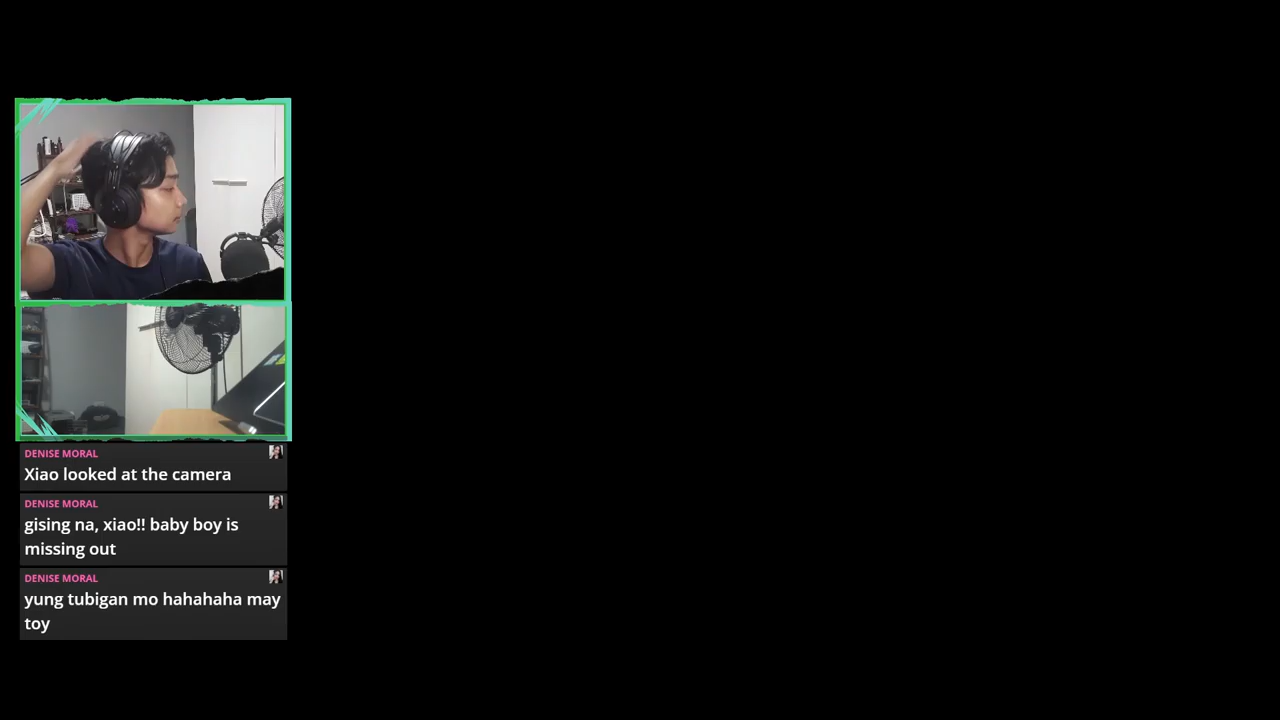 DENISE MORAL
Xiao looked at the camera
DENISE MORAL
gising na, xiao!! baby boy is
missing out
DENISE MORAL
yung tubigan mo hahahaha may
toy